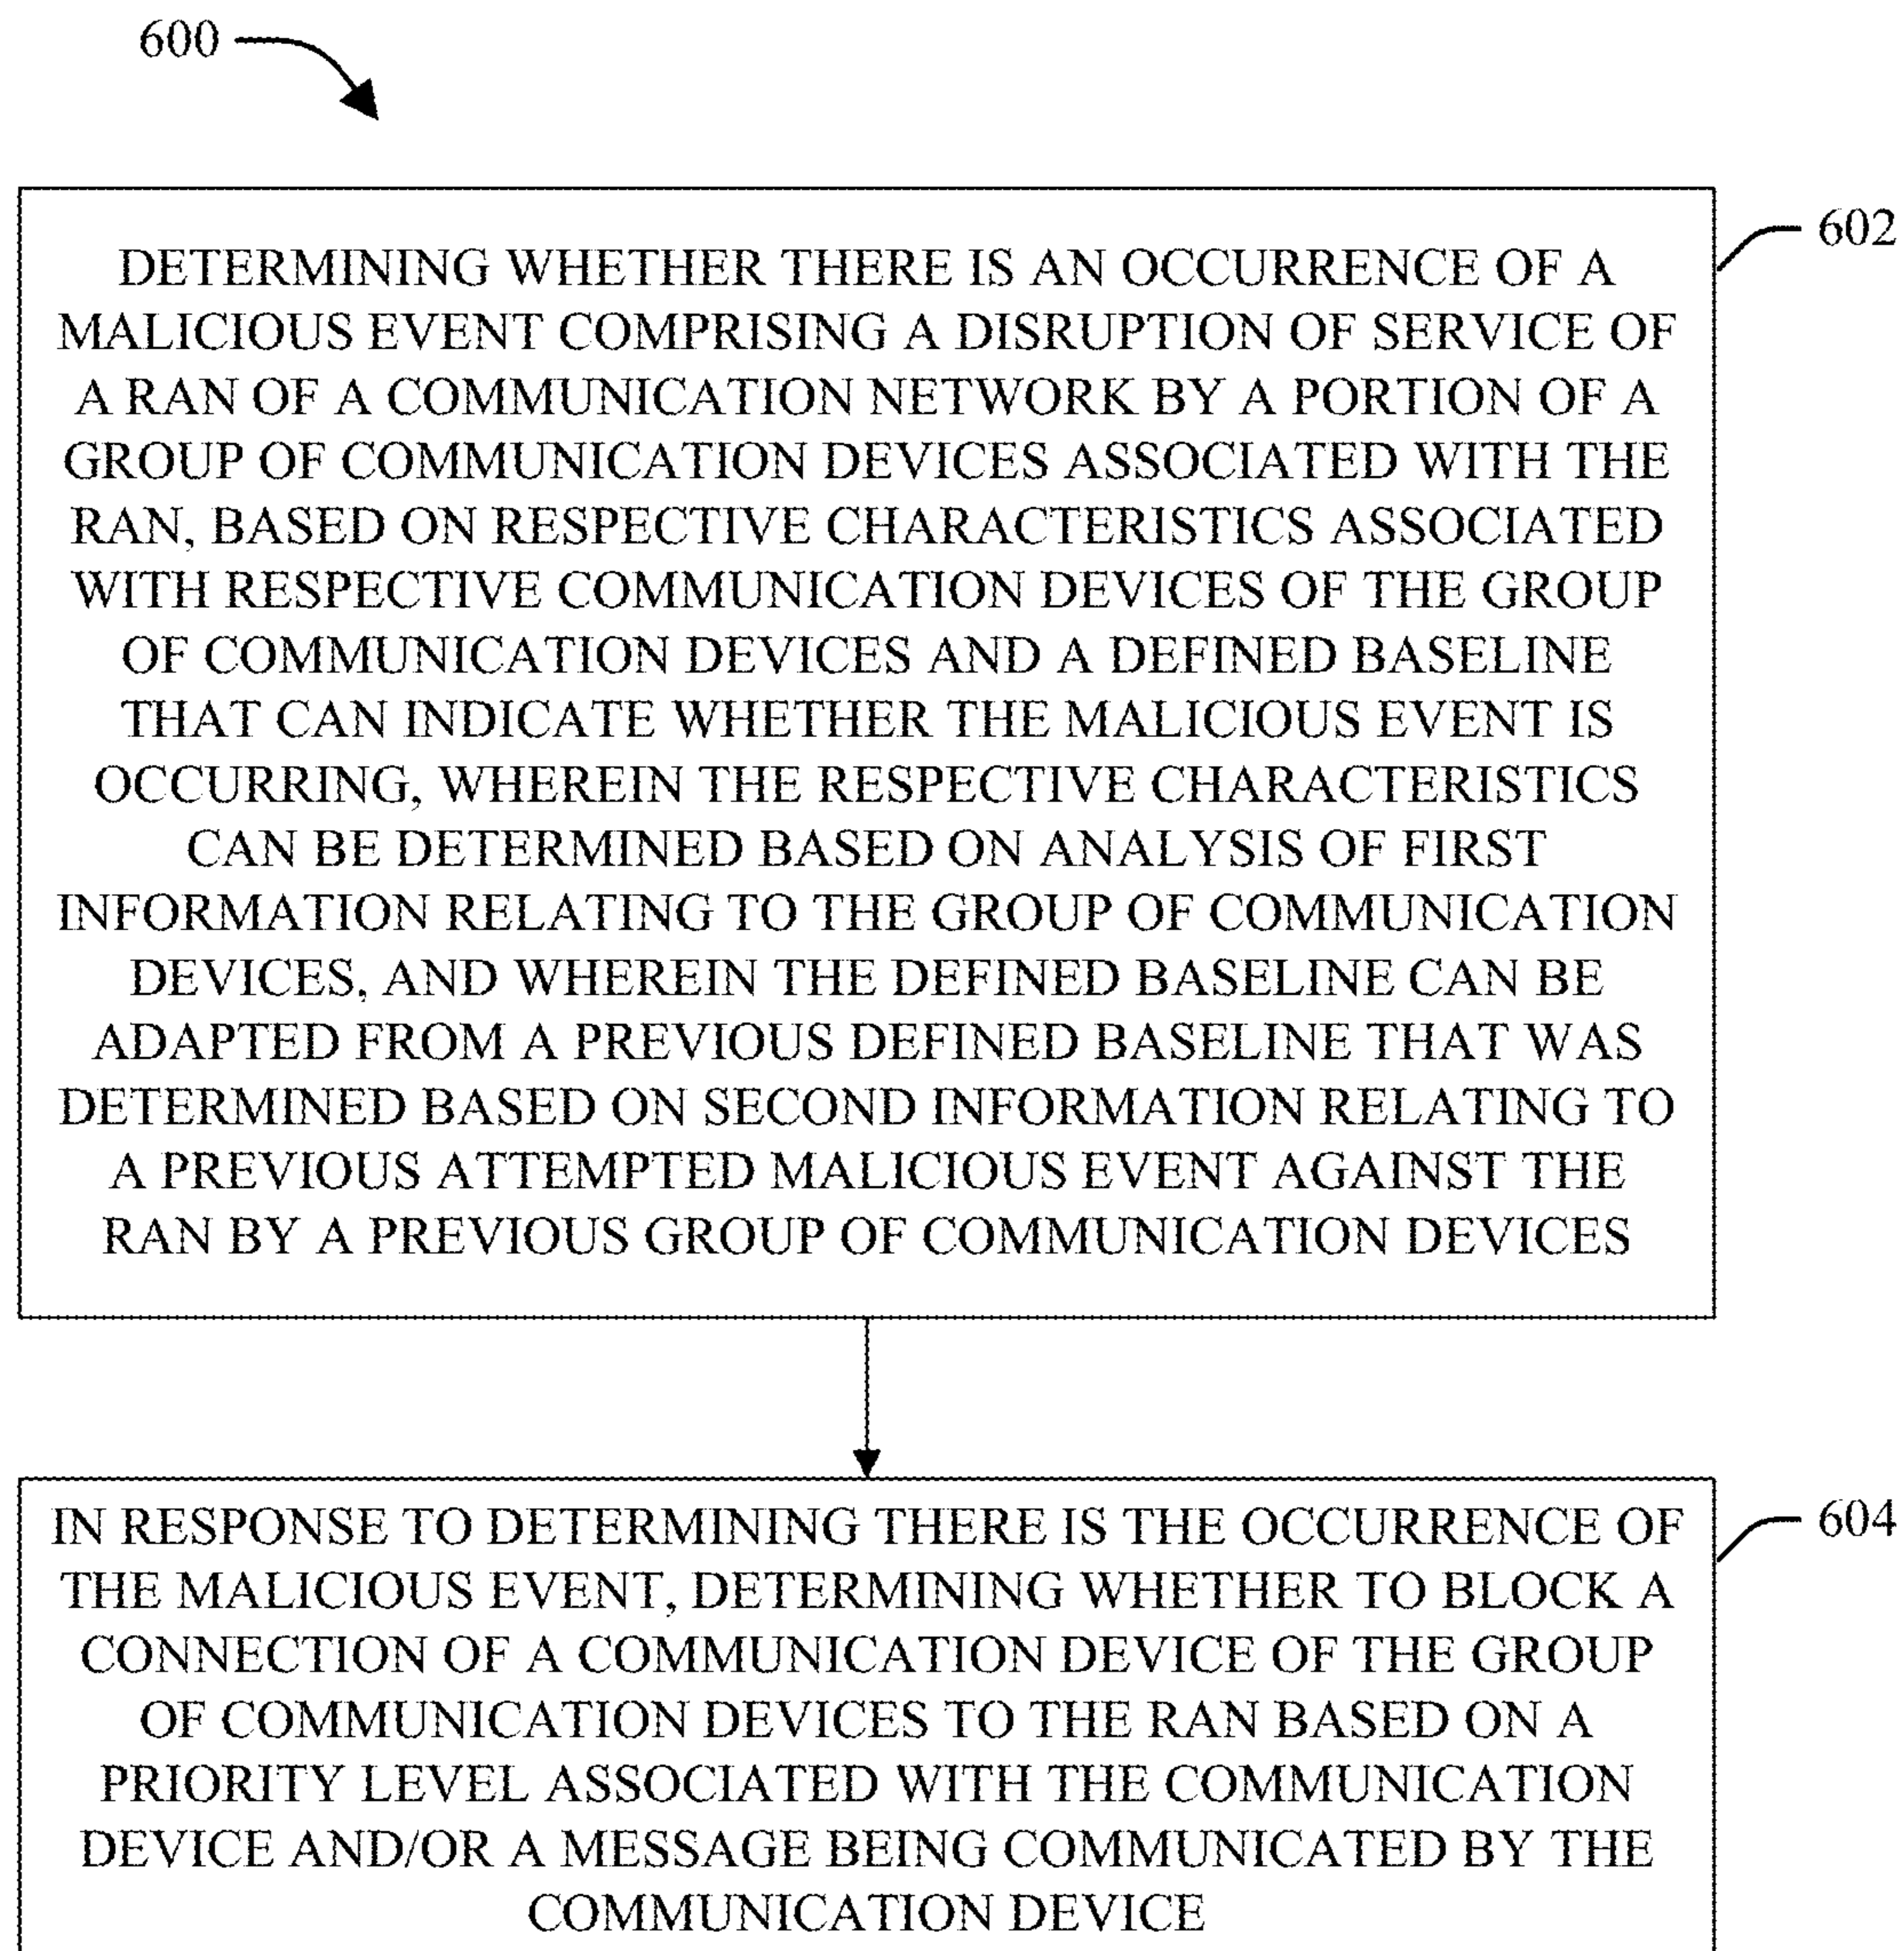 600
602
DETERMINING WHETHER THERE IS AN OCCURRENCE OF A
MALICIOUS EVENT COMPRISING A DISRUPTION OF SERVICE OF
A RAN OF A COMMUNICATION NETWORK BY A PORTION OF A
GROUP OF COMMUNICATION DEVICES ASSOCIATED WITH THE
RAN, BASED ON RESPECTIVE CHARACTERISTICS ASSOCIATED
WITH RESPECTIVE COMMUNICATION DEVICES OF THE GROUP
OF COMMUNICATION DEVICES AND A DEFINED BASELINE
THAT CAN INDICATE WHETHER THE MALICIOUS EVENT IS
OCCURRING, WHEREIN THE RESPECTIVE CHARACTERISTICS
CAN BE DETERMINED BASED ON ANALYSIS OF FIRST
INFORMATION RELATING TO THE GROUP OF COMMUNICATION
DEVICES, AND WHEREIN THE DEFINED BASELINE CAN BE
ADAPTED FROM A PREVIOUS DEFINED BASELINE THAT WAS
DETERMINED BASED ON SECOND INFORMATION RELATING TO
A PREVIOUS ATTEMPTED MALICIOUS EVENT AGAINST THE
RAN BY A PREVIOUS GROUP OF COMMUNICATION DEVICES
604
IN RESPONSE TO DETERMINING THERE IS THE OCCURRENCE OF
THE MALICIOUS EVENT, DETERMINING WHETHER TO BLOCK A
CONNECTION OF A COMMUNICATION DEVICE OF THE GROUP
OF COMMUNICATION DEVICES TO THE RAN BASED ON A
PRIORITY LEVEL ASSOCIATED WITH THE COMMUNICATION
DEVICE AND/OR A MESSAGE BEING COMMUNICATED BY THE
COMMUNICATION DEVICE